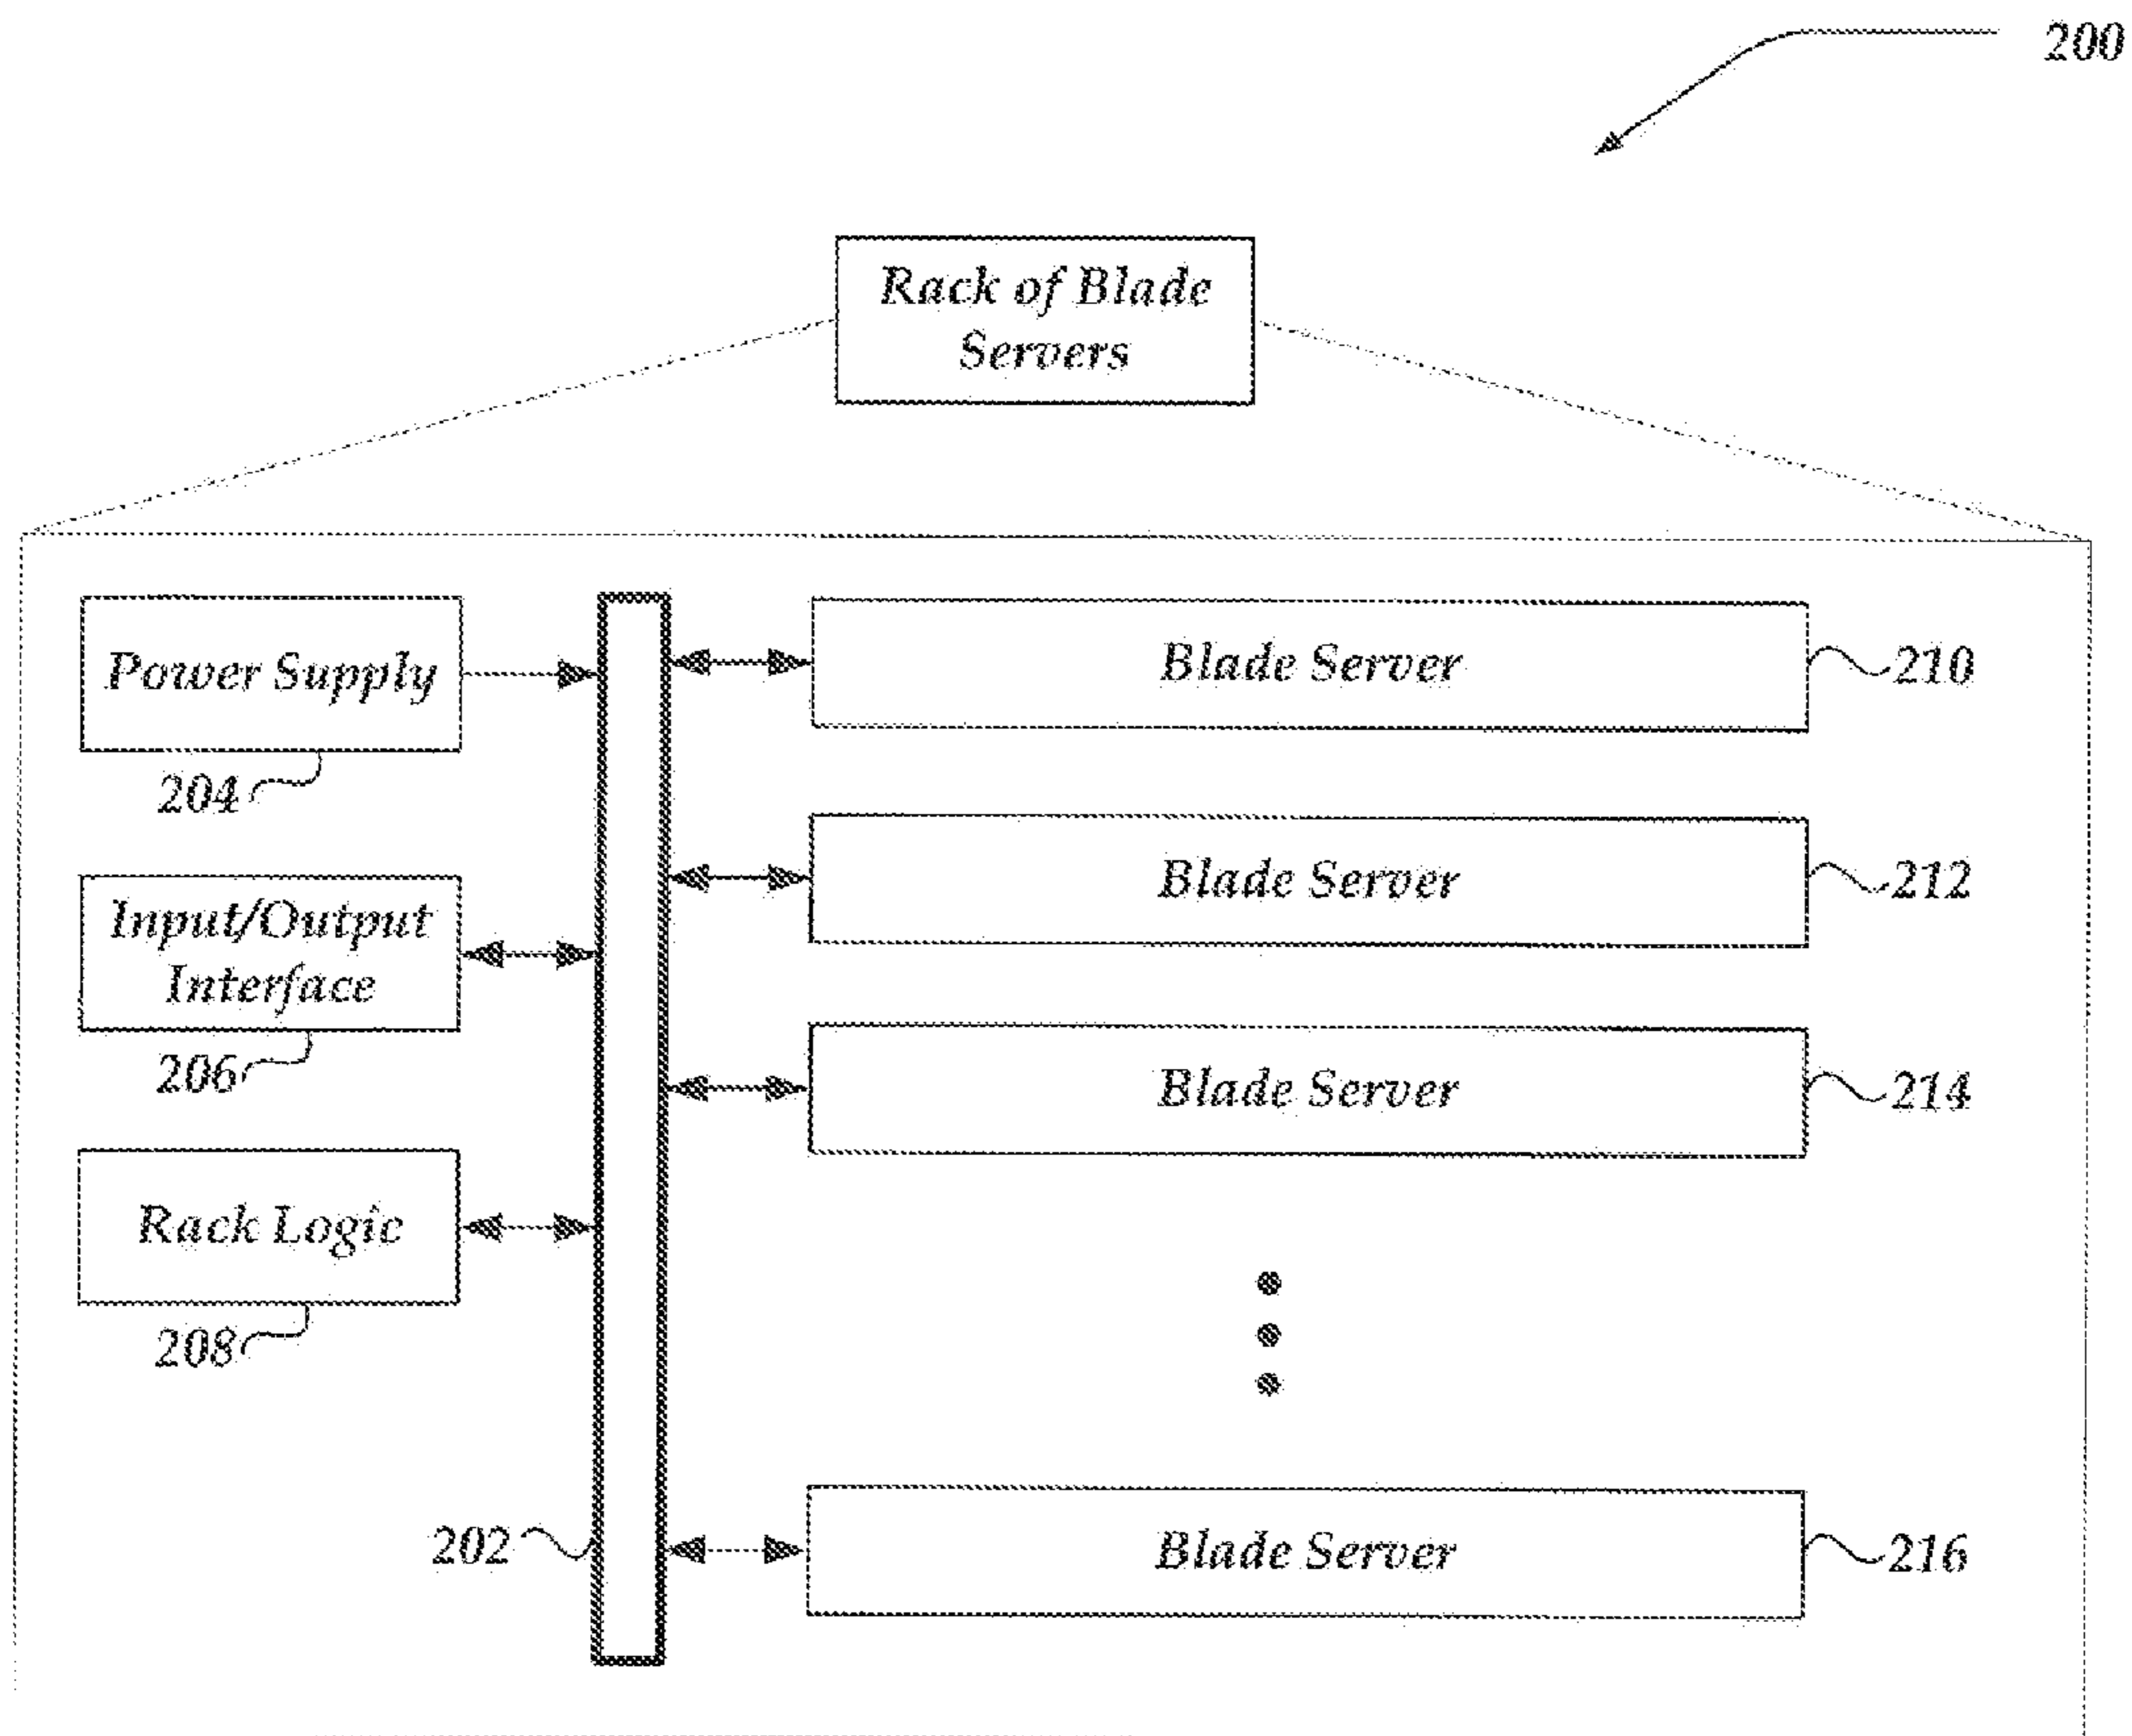 200
Rack of Blade
Servers
Power Supply
204
Input/Output
Interface
206
Rack Logic
208
202
Blade Server
210
Blade Server
212
Blade Server
214
Blade Server
216